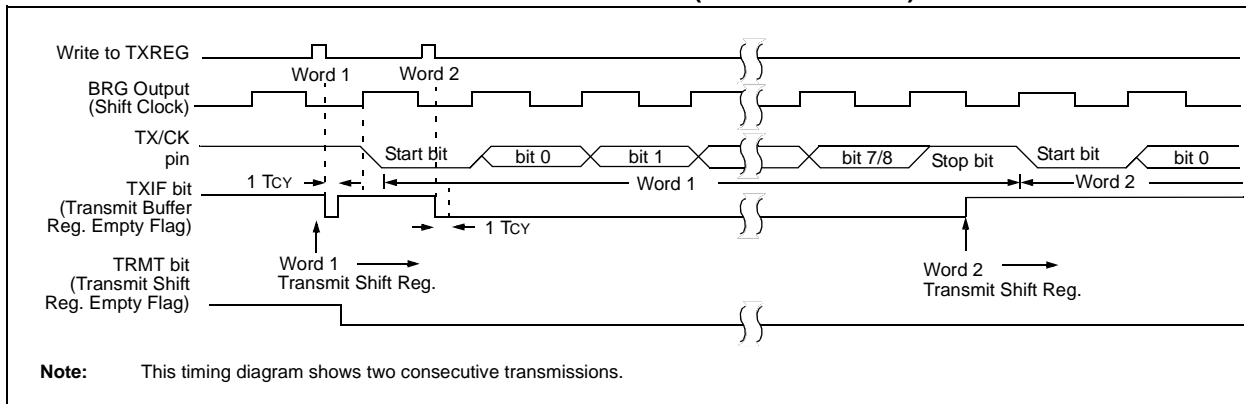 Write to TXREG
Word 1
Word 2
BRG Output
(Shift Clock)
TX/CK
pin
Start bit
bit 0
bit 1
bit 7/8
Stop bit
Start bit
bit 0
1 TCY
Word 1
Word 2
TXIF bit
(Transmit Buffer
Reg. Empty Flag)
1 TCY
Word 1
Transmit Shift Reg.
Word 2
Transmit Shift Reg.
TRMT bit
(Transmit Shift
Reg. Empty Flag)
Note: This timing diagram shows two consecutive transmissions.